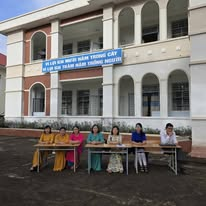 VÌ LỢI ÍCH MƯỜI NĂM TRỒNG CÂY
VÌ LỢI ÍCH TRĂM NĂM TRỒNG NGƯỜI